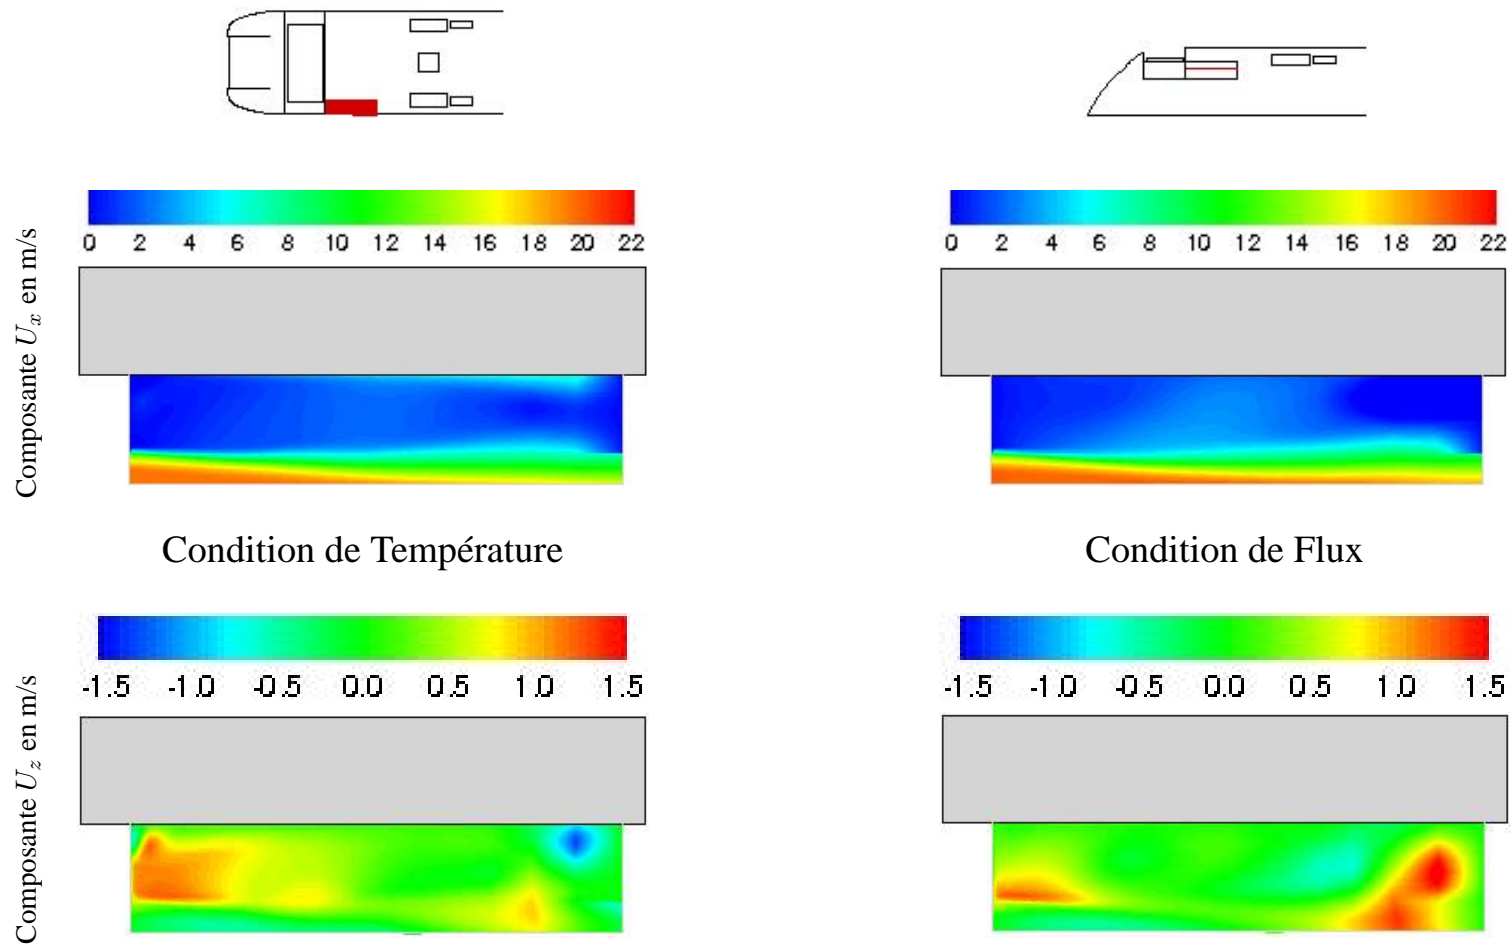 0 2 4 6 8 10 12 14 16 18 20 22
0 2 4 6 8 10 12 14 16 18 20 22
Composante Ux en m/s
Condition de Température
Condition de Flux
-1.5 -1.0 -0.5 0.0 0.5 1.0 1.5
-1.5 -1.0 -0.5 0.0 0.5 1.0 1.5
Composante Uz en m/s